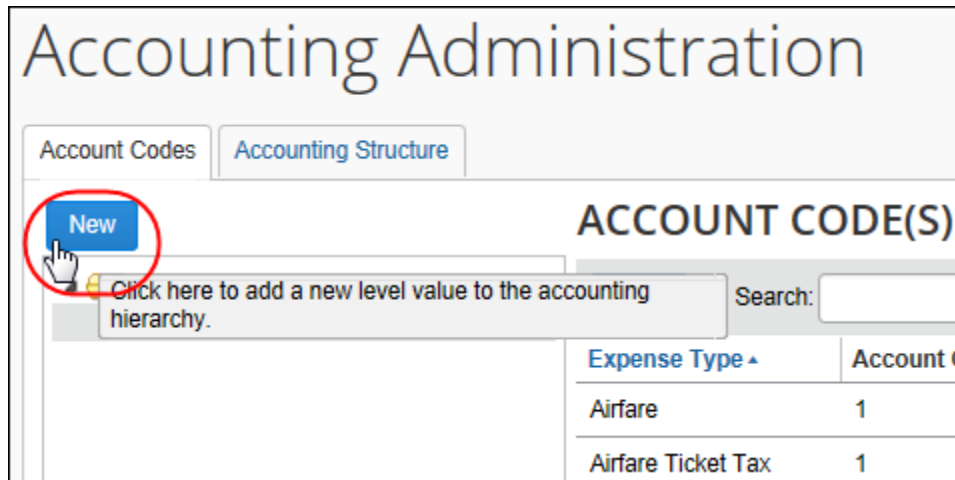 Accounting Administration
Account Codes
Accounting Structure
New
ACCOUNT CODE(S)
Click here to add a new level value to the accounting
hierarchy.
Search:
Expense Type
Account
Airfare
1
Airfare Ticket Tax
1